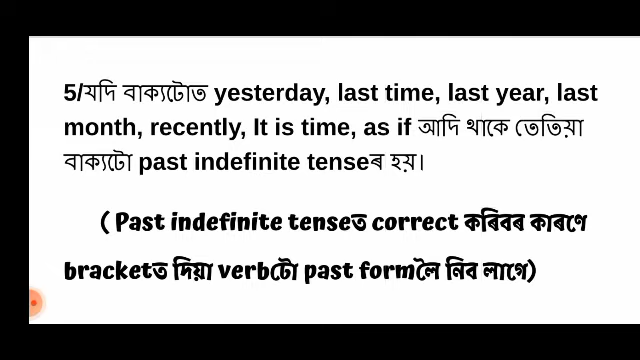 5/যদি বাক্যটোত yesterday, last time, last year, last
month, recently, It is time, as if আদি থাকে তেতিয়া
বাক্যটো past indefinite tenseৰ হয়।
( Past indefinite tenseত correct কৰিবৰ কাৰণে
bracketত দিয়া verbটো past formলৈ নিব লাগে)